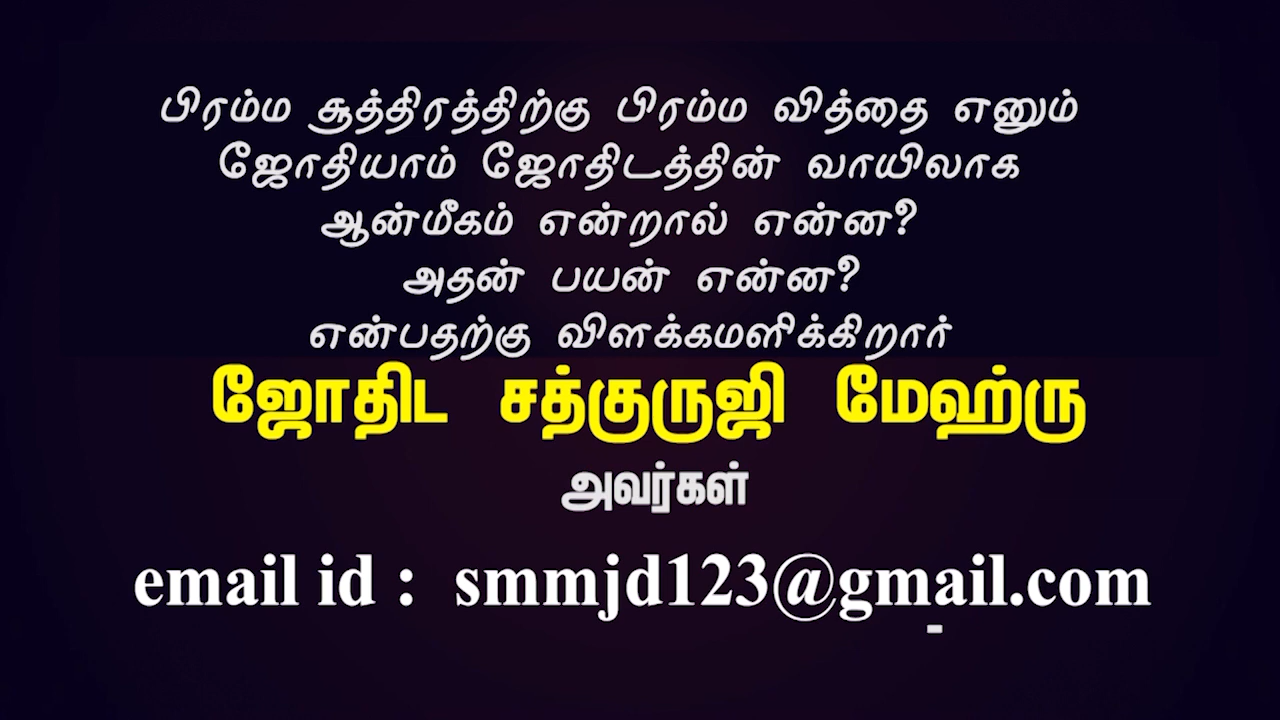 பிரம்ம சூத்திரத்திற்கு பிரம்ம வித்தை எனும்
ஜோதியாம் ஜோதிடத்தின் வாயிலாக
ஆன்மீகம் என்றால் என்ன?
அதன் பயன் என்ன?
என்பதற்கு விளக்கமளிக்கிறார்
ஜோதிட சத்குருஜி மேஹ்ரு
அவர்கள்
email id : smmjd123@gmail.com
-